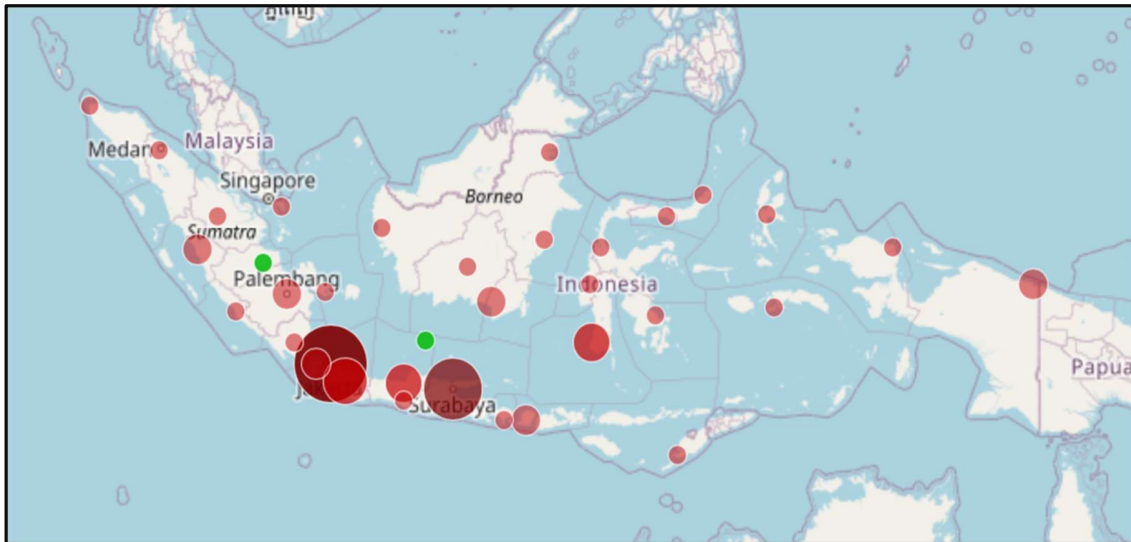 Medan
Malaysia
Singapore
Borneo
Sumatra
Palembang
Indonesia
Surabaya
Papua